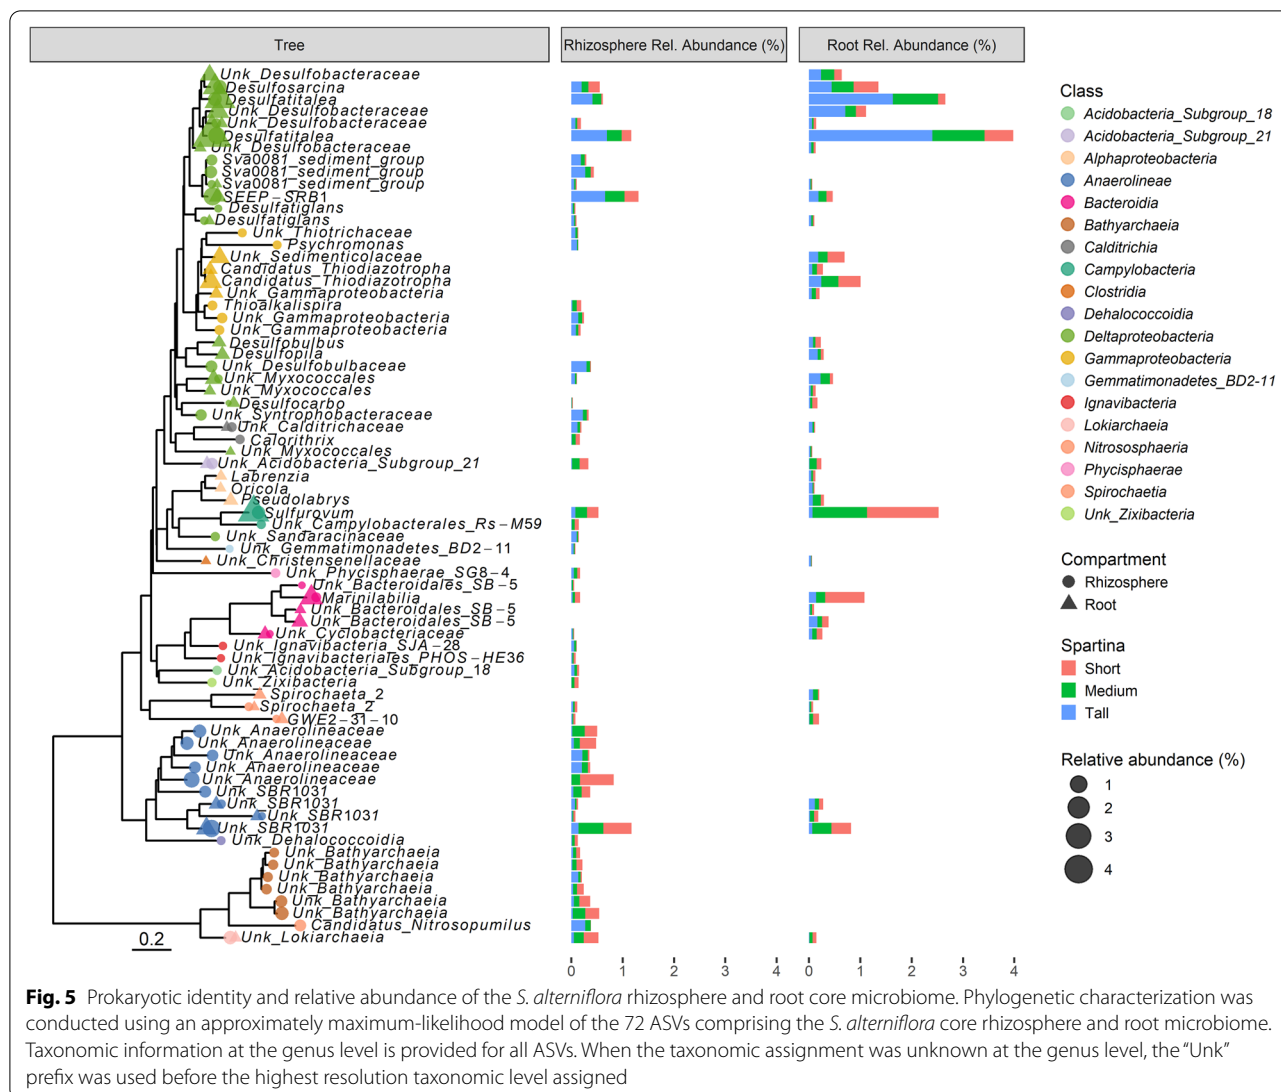 Tree
Rhizosphere Rel. Abundance (%)
Root Rel. Abundance (%)
Unk_Desulfobacteraceae
Desulfosarcina
Desulfatitalea
Unk_Desulfobacteraceae
Unk_Desulfobacteraceae
Desulfatitalea
Unk_Desulfobacteraceae
Sva0081_sediment_group
Sva0081_sediment_group
Sva0081_sediment_group
SEEP-SRB1
Desulfatiglans
Desulfatiglans
Unk_Thiotrichaceae
Psychromonas
Unk_Sedimenticolaceae
Candidatus_Thiodiazotropha
Candidatus_Thiodiazotropha
Unk_Gammaproteobacteria
Thioalkalispira
Unk_Gammaproteobacteria
Unk_Gammaproteobacteria
Desulfobulbus
Desulfopila
Unk_Desulfobulbaceae
Unk_Myxococcales
Unk_Myxococcales
Desulfocarbo
Unk_Syntrophobacteraceae
Unk_Calditrichaceae
Calorithrix
Unk_Myxococcales
Unk_Acidobacteria_Subgroup_21
Labrenzia
Oricola
Pseudolabrys
Sulfurovum
Unk_Campylobacterales_Rs-M59
Unk_Sandaracinaceae
Unk_Gemmatimonadetes_BD2-11
Unk_Christensenellaceae
Unk_Phycisphaerae_SG8-4
Unk_Bacteroidales_SB-5
Marinilabilia
Unk_Bacteroidales_SB-5
Unk_Bacteroidales_SB-5
Unk_Cyclobacteriaceae
Unk_Ignavibacteria_SJA-28
Unk_Ignavibacteriales_PHOS-HE36
Unk_Acidobacteria_Subgroup_18
Unk_Zixibacteria
Spirochaeta_2
Spirochaeta_2
GWE2-31-10
Unk_Anaerolineaceae
Unk_Anaerolineaceae
Unk_Anaerolineaceae
Unk_Anaerolineaceae
Unk_Anaerolineaceae
Unk_SBR1031
Unk_SBR1031
Unk_SBR1031
Unk_SBR1031
Unk_Dehalococcoidia
Unk_Bathyarchaeia
Unk_Bathyarchaeia
Unk_Bathyarchaeia
Unk_Bathyarchaeia
Unk_Bathyarchaeia
Unk_Bathyarchaeia
Candidatus_Nitrosopumilus
Unk_Lokiarchaeia
0.2
0 1 2 3 4
0 1 2 3 4
Class
Acidobacteria_Subgroup_18
Acidobacteria_Subgroup_21
Alphaproteobacteria
Anaerolineae
Bacteroidia
Bathyarchaeia
Calditrichia
Campylobacteria
Clostridia
Dehalococcoidia
Deltaproteobacteria
Gammaproteobacteria
Gemmatimonadetes_BD2-11
Ignavibacteria
Lokiarchaeia
Nitrososphaeria
Phycisphaerae
Spirochaetia
Unk_Zixibacteria
Compartment
Rhizosphere
Root
Spartina
Short
Medium
Tall
Relative abundance (%)
1
2
3
4
Fig. 5 Prokaryotic identity and relative abundance of the S. alterniflora rhizosphere and root core microbiome. Phylogenetic characterization was
conducted using an approximately maximum-likelihood model of the 72 ASVs comprising the S. alterniflora core rhizosphere and root microbiome.
Taxonomic information at the genus level is provided for all ASVs. When the taxonomic assignment was unknown at the genus level, the “Unk”
prefix was used before the highest resolution taxonomic level assigned